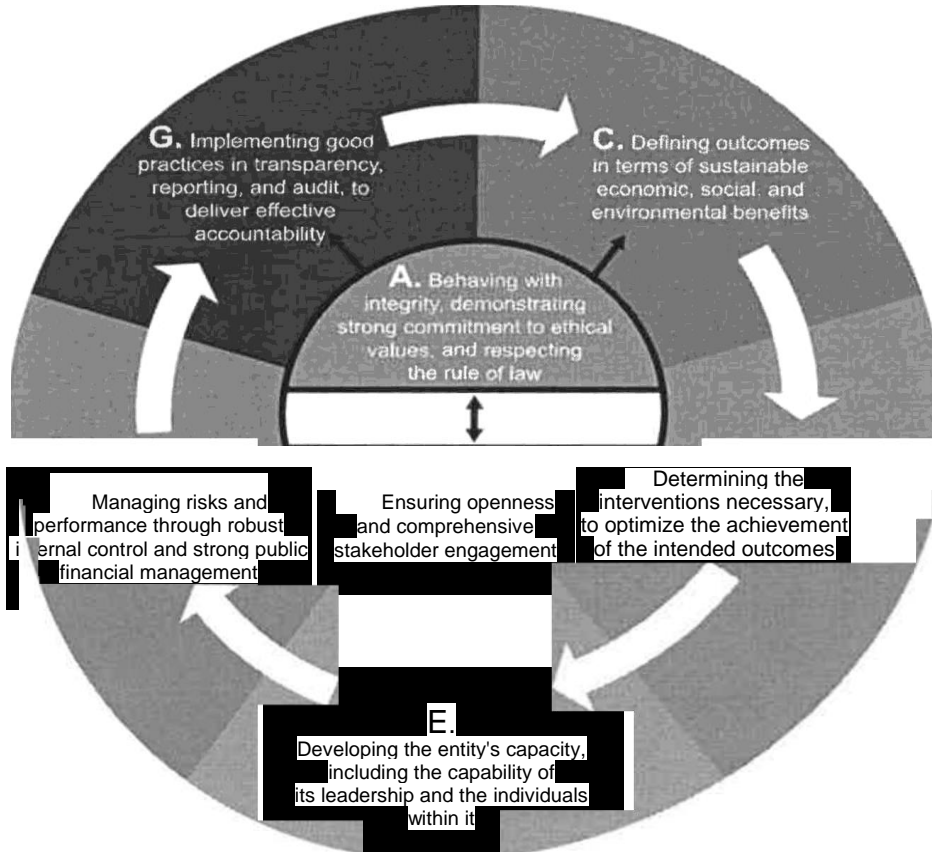 G. Implementing good
practices in transparency,
reporting, and audit, to
deliver effective
accountability
C. Defining outcomes
in terms of sustainable
economic, social, and
environmental benefits
A. Behaving with
integrity, demonstrating
strong commitment to ethical
values, and respecting
the rule of law
Managing risks and
performance through robust
i ernal control and strong public
financial management
Ensuring openness
and comprehensive
stakeholder engagement
Determining the
interventions necessary,
to optimize the achievement
of the intended outcomes
E.
Developing the entity's capacity,
including the capability of
its leadership and the individuals
within it